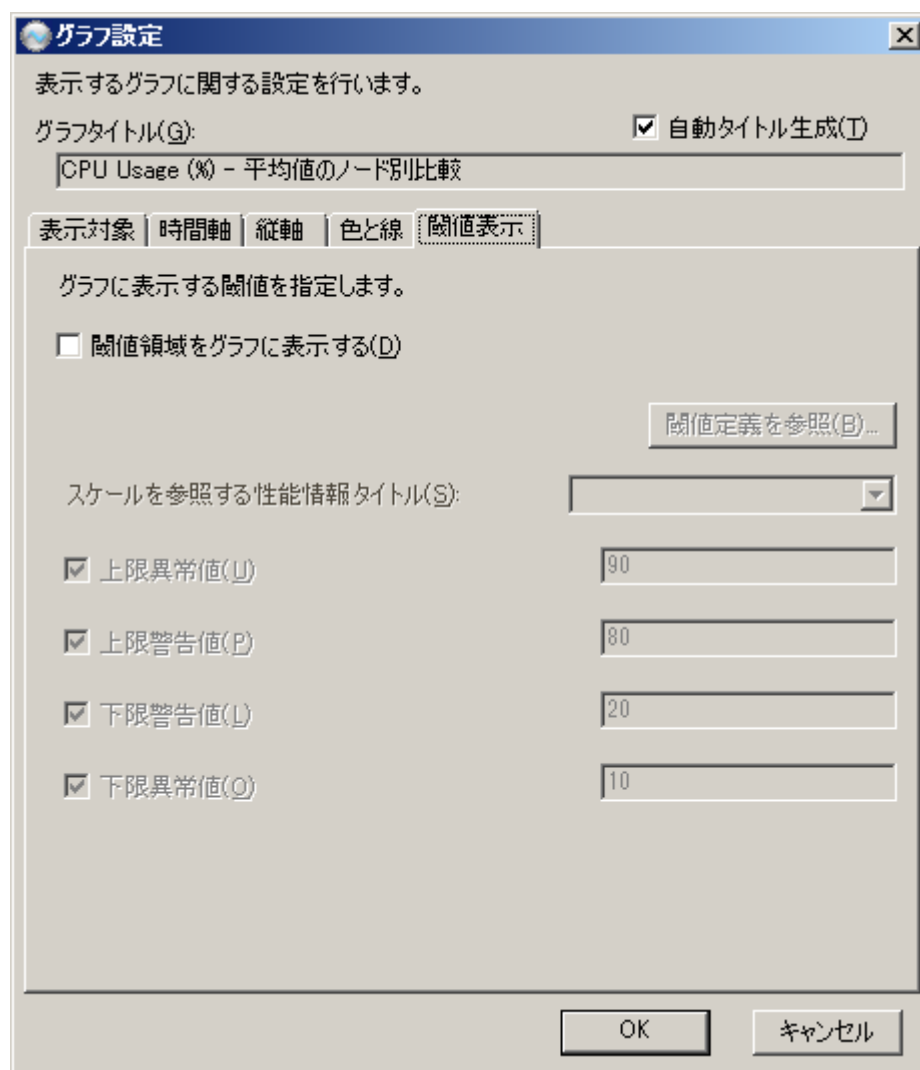 グラフ設定
表示するグラフに関する設定を行います。
グラフタイトル(G):
自動タイトル生成(T)
CPU Usage (%) - 平均値のノード別比較
表示対象 時間軸 縦軸 色と線 閾値表示
グラフに表示する閾値を指定します。
閾値領域をグラフに表示する(D)
閾値定義を参照(B)...
スケールを参照する性能情報タイトル(S):
上限異常値(U) 90
上限警告値(P) 80
下限警告値(L) 20
下限異常値(O) 10
OK キャンセル